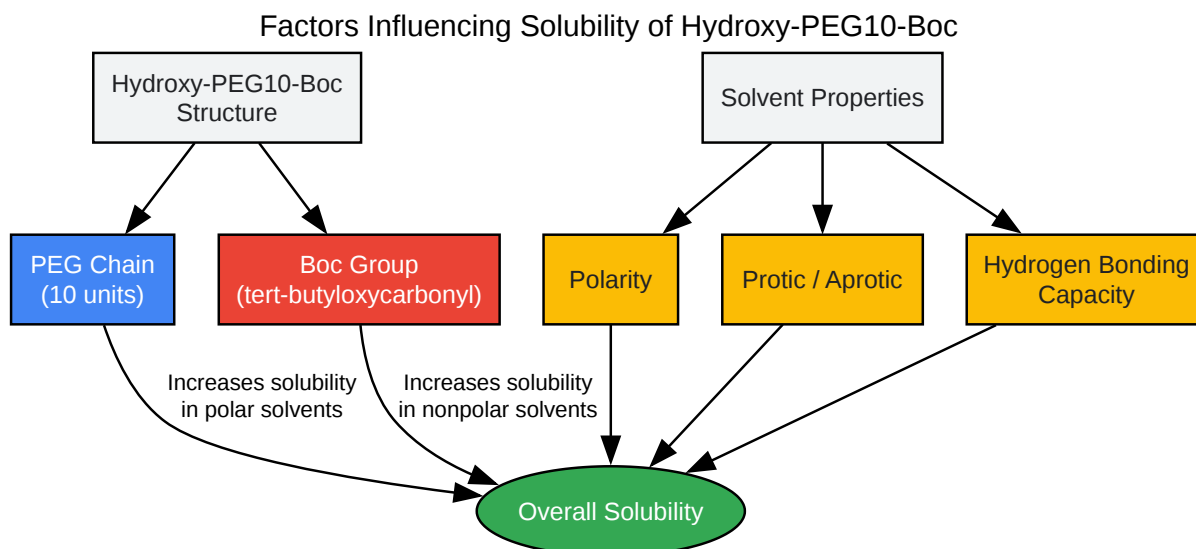 Factors Influencing Solubility of Hydroxy-PEG10-Boc
Hydroxy-PEG10-Boc
Structure
Solvent Properties
PEG Chain
(10 units)
Boc Group
(tert-butyloxycarbonyl)
Polarity
Protic / Aprotic
Hydrogen Bonding
Capacity
Increases solubility
in polar solvents
Increases solubility
in nonpolar solvents
Overall Solubility